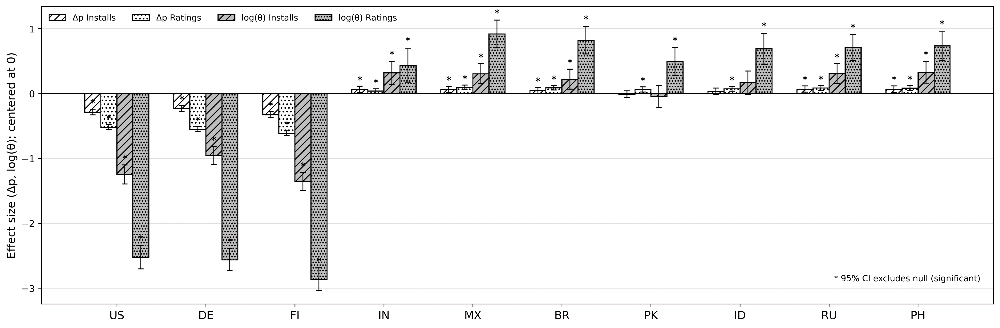 Δp Installs Δp Ratings log(θ) Installs log(θ) Ratings
Effect size (Δp, log(θ); centered at 0)
1
0
−1
−2
−3
* * * *
* * * *
* * * *
* * * *
* * * *
* * * *
* *
* *
* * * *
* * * *
* 95% CI excludes null (significant)
US DE FI IN MX BR PK ID RU PH